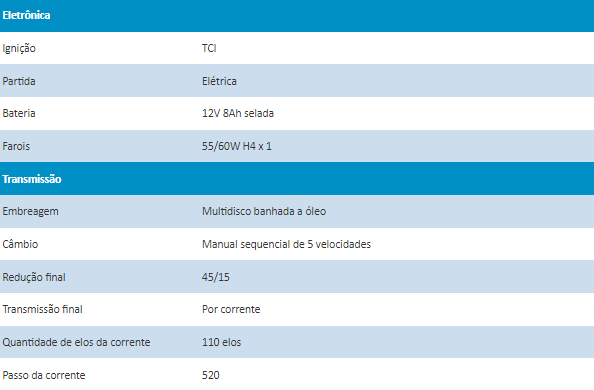 Eletrônica
Ignição TCI
Partida Elétrica
Bateria 12V 8Ah selada
Farois 55/60W H4 x 1
Transmissão
Embreagem Multidisco banhada a óleo
Câmbio Manual sequencial de 5 velocidades
Redução final 45/15
Transmissão final Por corrente
Quantidade de elos da corrente 110 elos
Passo da corrente 520